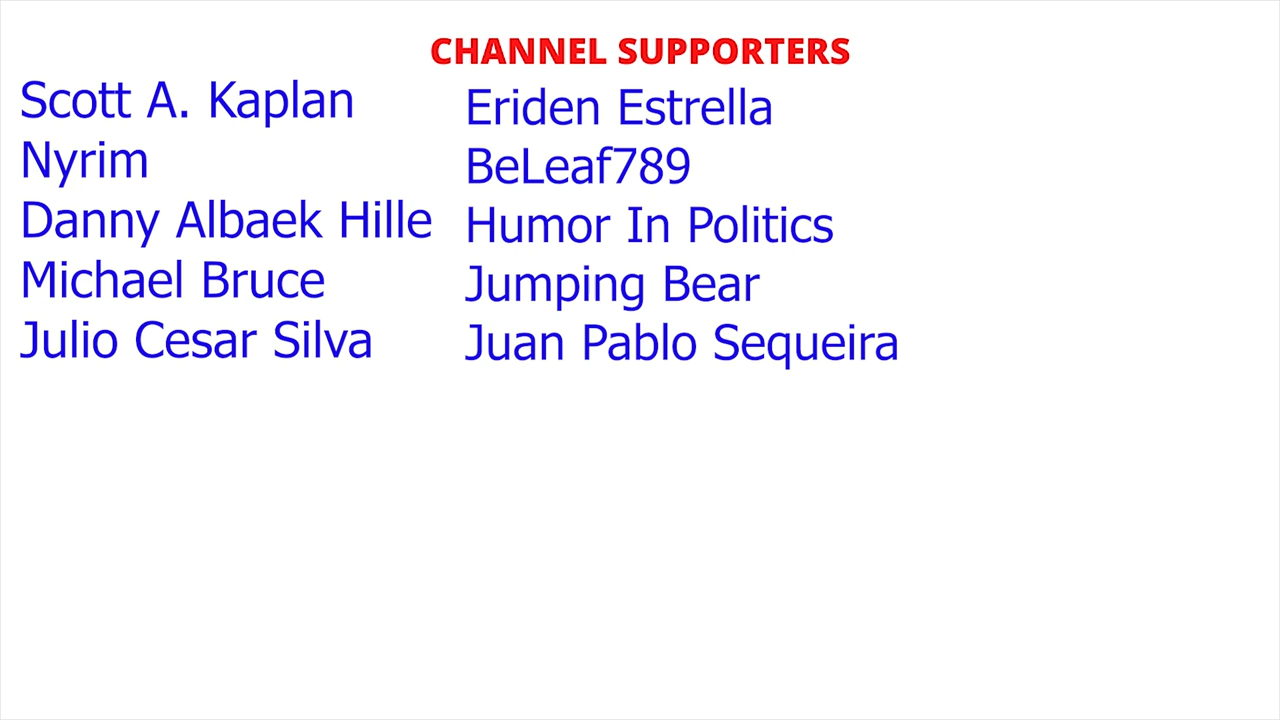 CHANNEL SUPPORTERS
Scott A. Kaplan
Nyrim
Danny Albaek Hille
Michael Bruce
Julio Cesar Silva
Eriden Estrella
BeLeaf789
Humor In Politics
Jumping Bear
Juan Pablo Sequeira